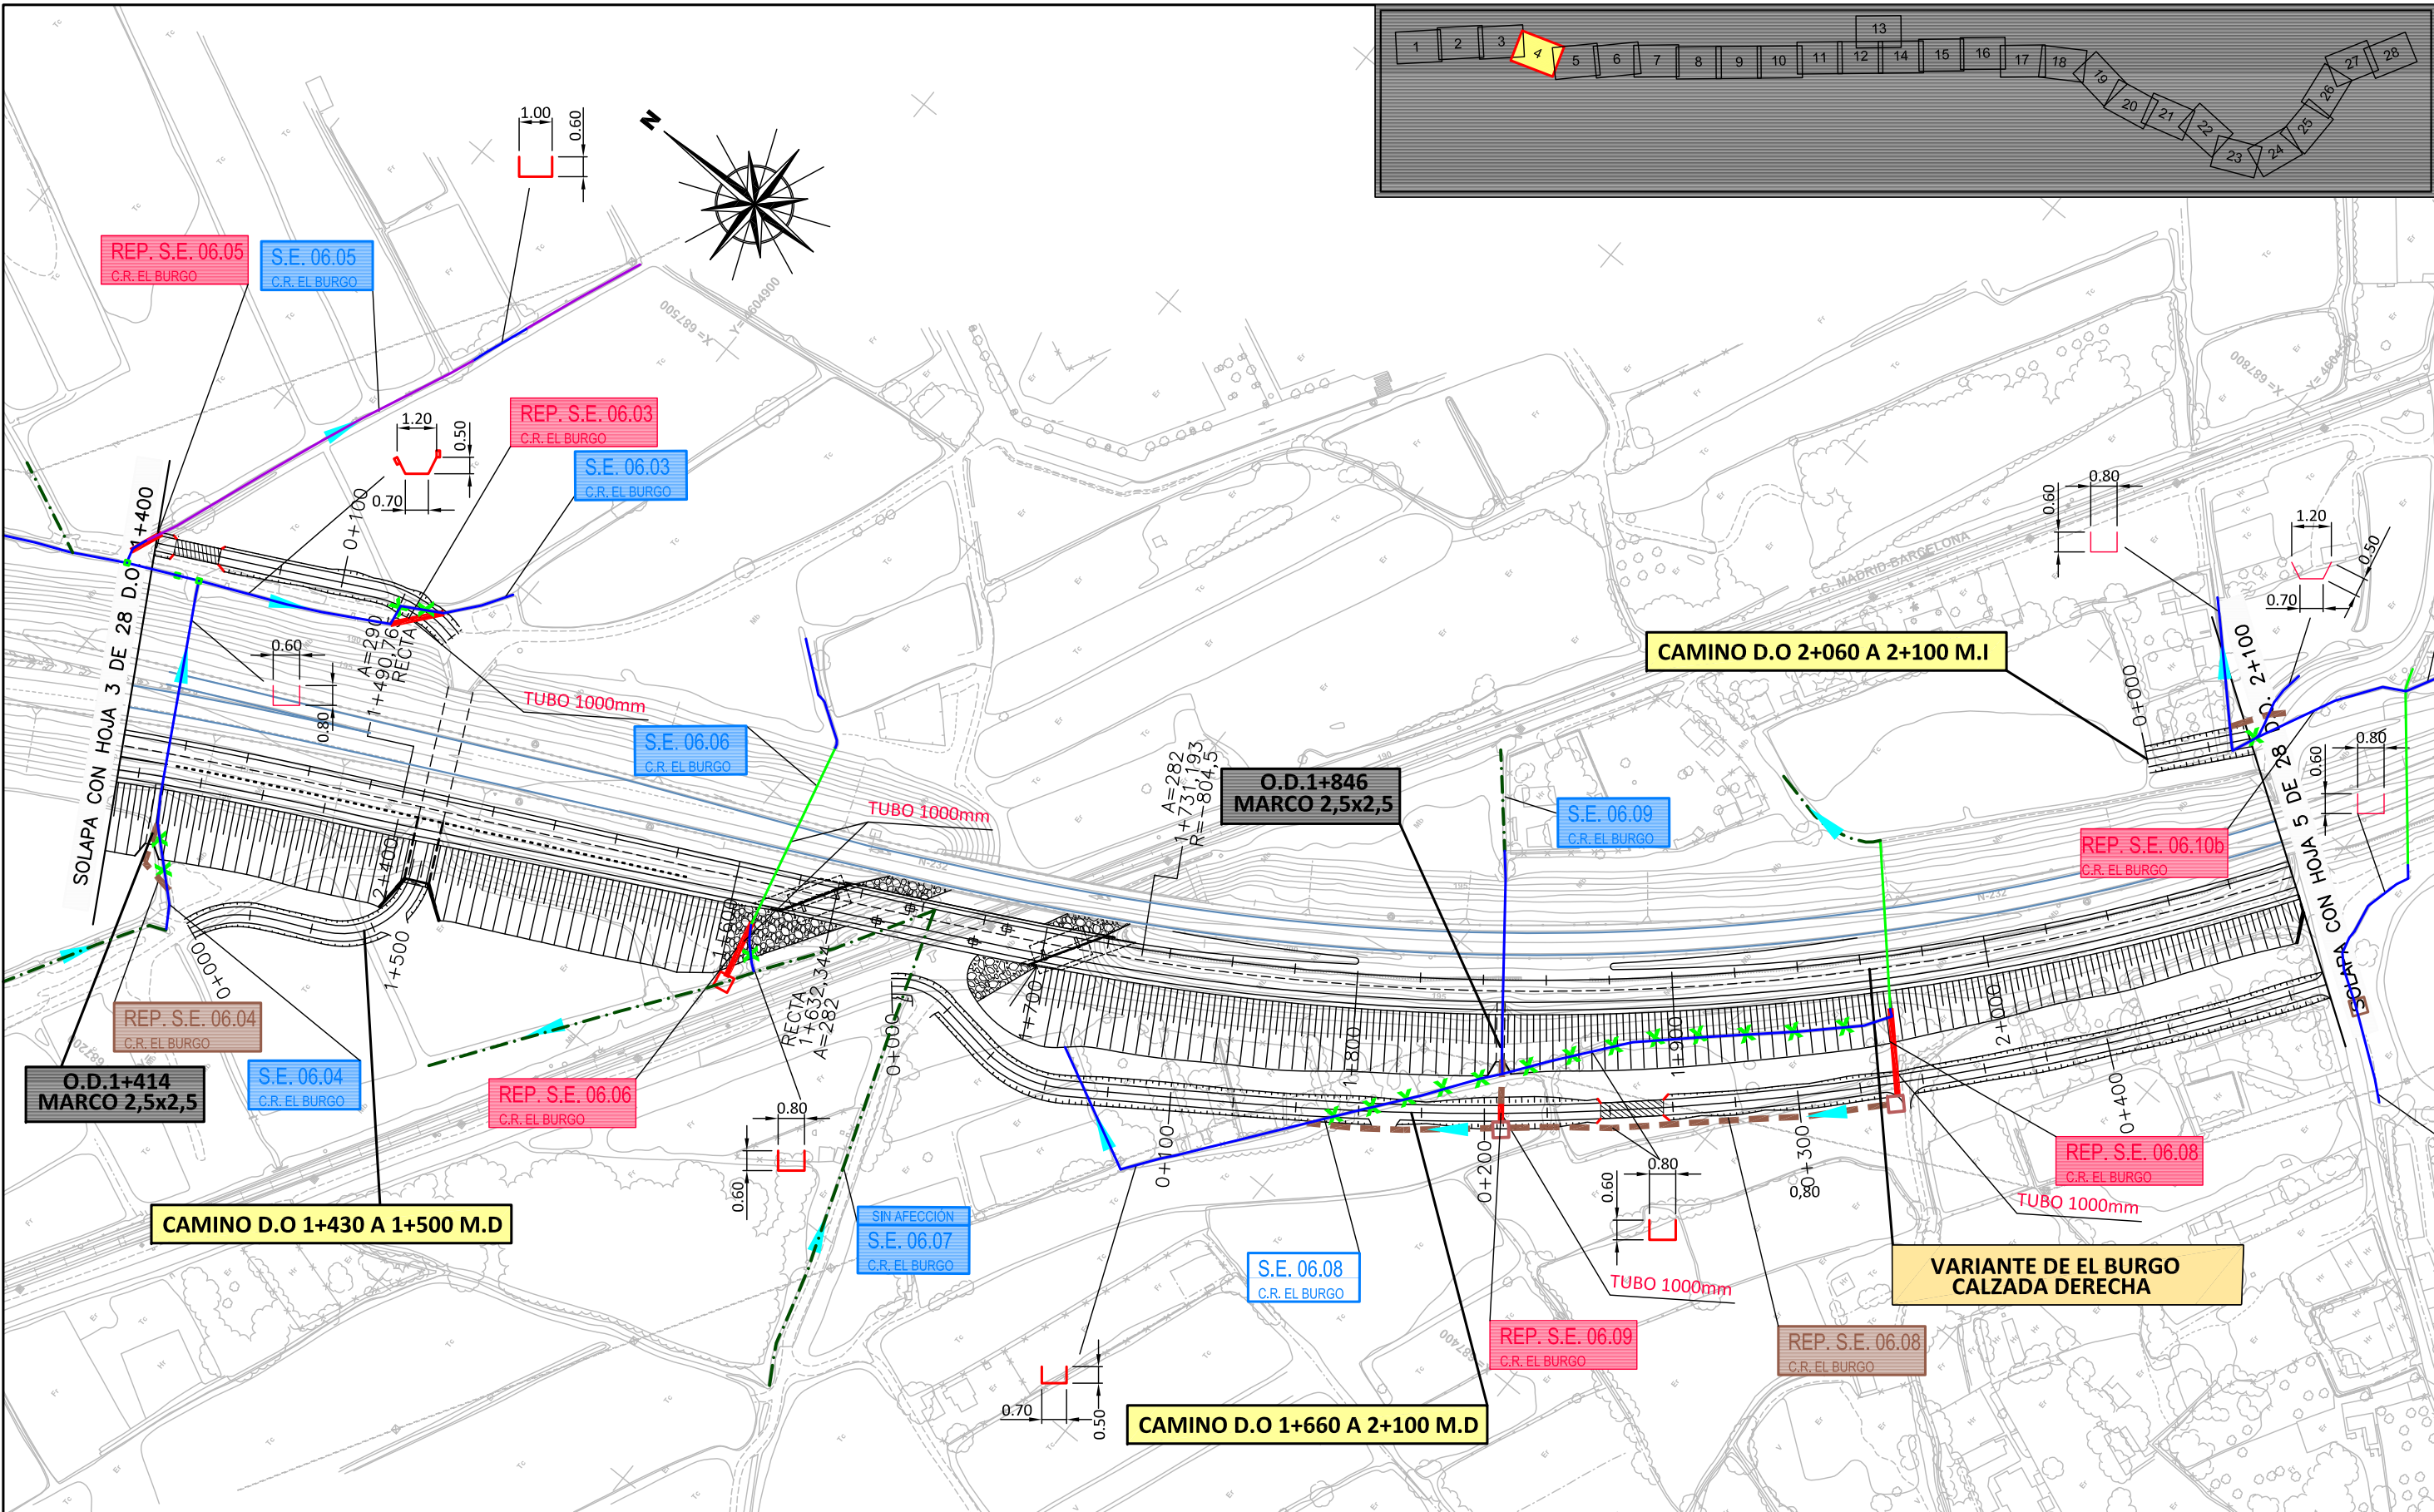 1
2
3
4
5
6
7
8
9
10
11
12
13
14
15
16
17
18
19
20
21
22
23
24
25
26
27
28
N
1.00
0.60
REP. S.E. 06.05
C.R. EL BURGO
S.E. 06.05
C.R. EL BURGO
X= 687500
Y= 4604900
1.20
0.50
0.70
REP. S.E. 06.03
C.R. EL BURGO
S.E. 06.03
C.R. EL BURGO
SOLAPA CON HOJA 3 DE 28 D.O 1+400
0+100
A=290
1+490,76
RECTA
0.60
0.80
TUBO 1000mm
S.E. 06.06
C.R. EL BURGO
TUBO 1000mm
A=282
1+731,193
R=-804,5
O.D.1+846
MARCO 2,5x2,5
S.E. 06.09
C.R. EL BURGO
F.C. MADRID-BARCELONA
X= 687800
0.80
0.60
1.20
0.50
0.70
CAMINO D.O 2+060 A 2+100 M.I
0+000
SOLAPA CON HOJA 5 DE 28 D.O. 2+100
0.80
0.60
REP. S.E. 06.10b
C.R. EL BURGO
N-232
N-232
190
195
195
2+400
1+500
0+000
1+600
RECTA
1+632,344
A=282
0+000
1+700
1+800
1+900
2+000
0+100
0+200
0+300
0+400
0,80
REP. S.E. 06.04
C.R. EL BURGO
S.E. 06.04
C.R. EL BURGO
O.D.1+414
MARCO 2,5x2,5
REP. S.E. 06.06
C.R. EL BURGO
0.80
0.60
CAMINO D.O 1+430 A 1+500 M.D
SIN AFECCIÓN
S.E. 06.07
C.R. EL BURGO
S.E. 06.08
C.R. EL BURGO
0.80
0.60
TUBO 1000mm
REP. S.E. 06.08
C.R. EL BURGO
TUBO 1000mm
VARIANTE DE EL BURGO
CALZADA DERECHA
REP. S.E. 06.09
C.R. EL BURGO
REP. S.E. 06.08
C.R. EL BURGO
0.70
0.50
CAMINO D.O 1+660 A 2+100 M.D